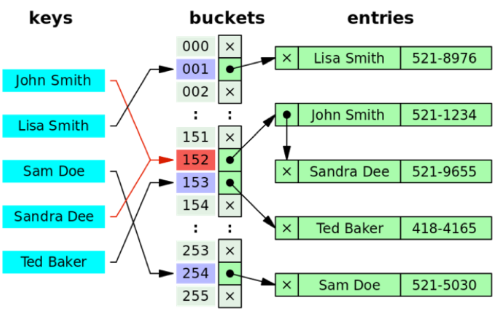 keys buckets entries
000 ×
001
002 ×
: :
151 ×
152
153
154 ×
: :
253 ×
254
255 ×
John Smith
Lisa Smith
Sam Doe
Sandra Dee
Ted Baker
× Lisa Smith 521-8976
John Smith 521-1234
× Sandra Dee 521-9655
× Ted Baker 418-4165
× Sam Doe 521-5030